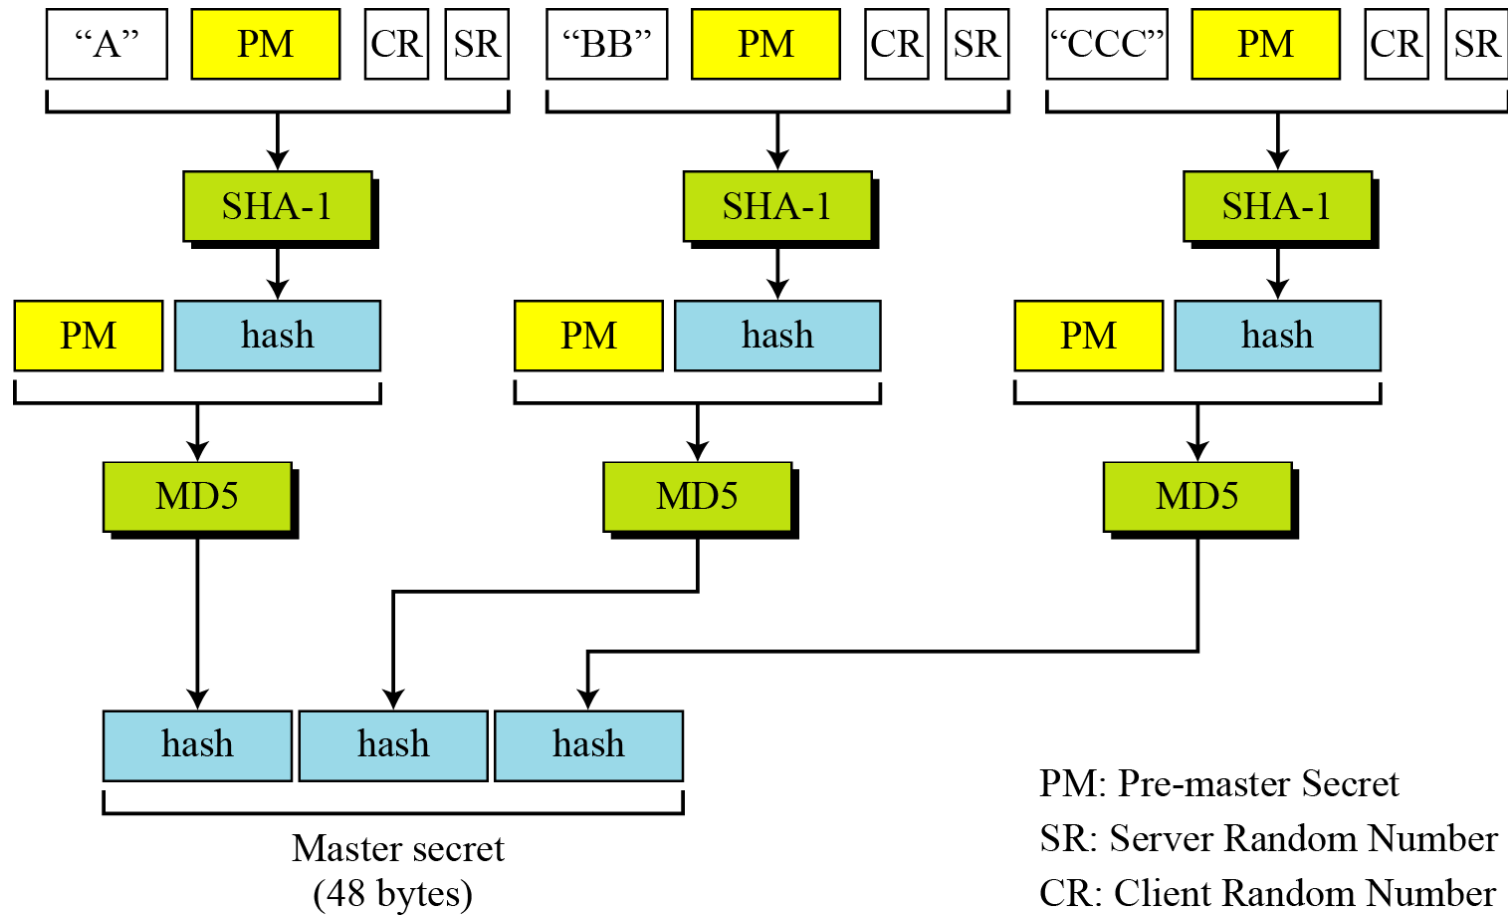 “A” PM CR SR “BB” PM CR SR “CCC” PM CR SR
SHA-1 SHA-1 SHA-1
PM hash PM hash PM hash
MD5 MD5 MD5
hash hash hash
Master secret
(48 bytes)
PM: Pre-master Secret
SR: Server Random Number
CR: Client Random Number